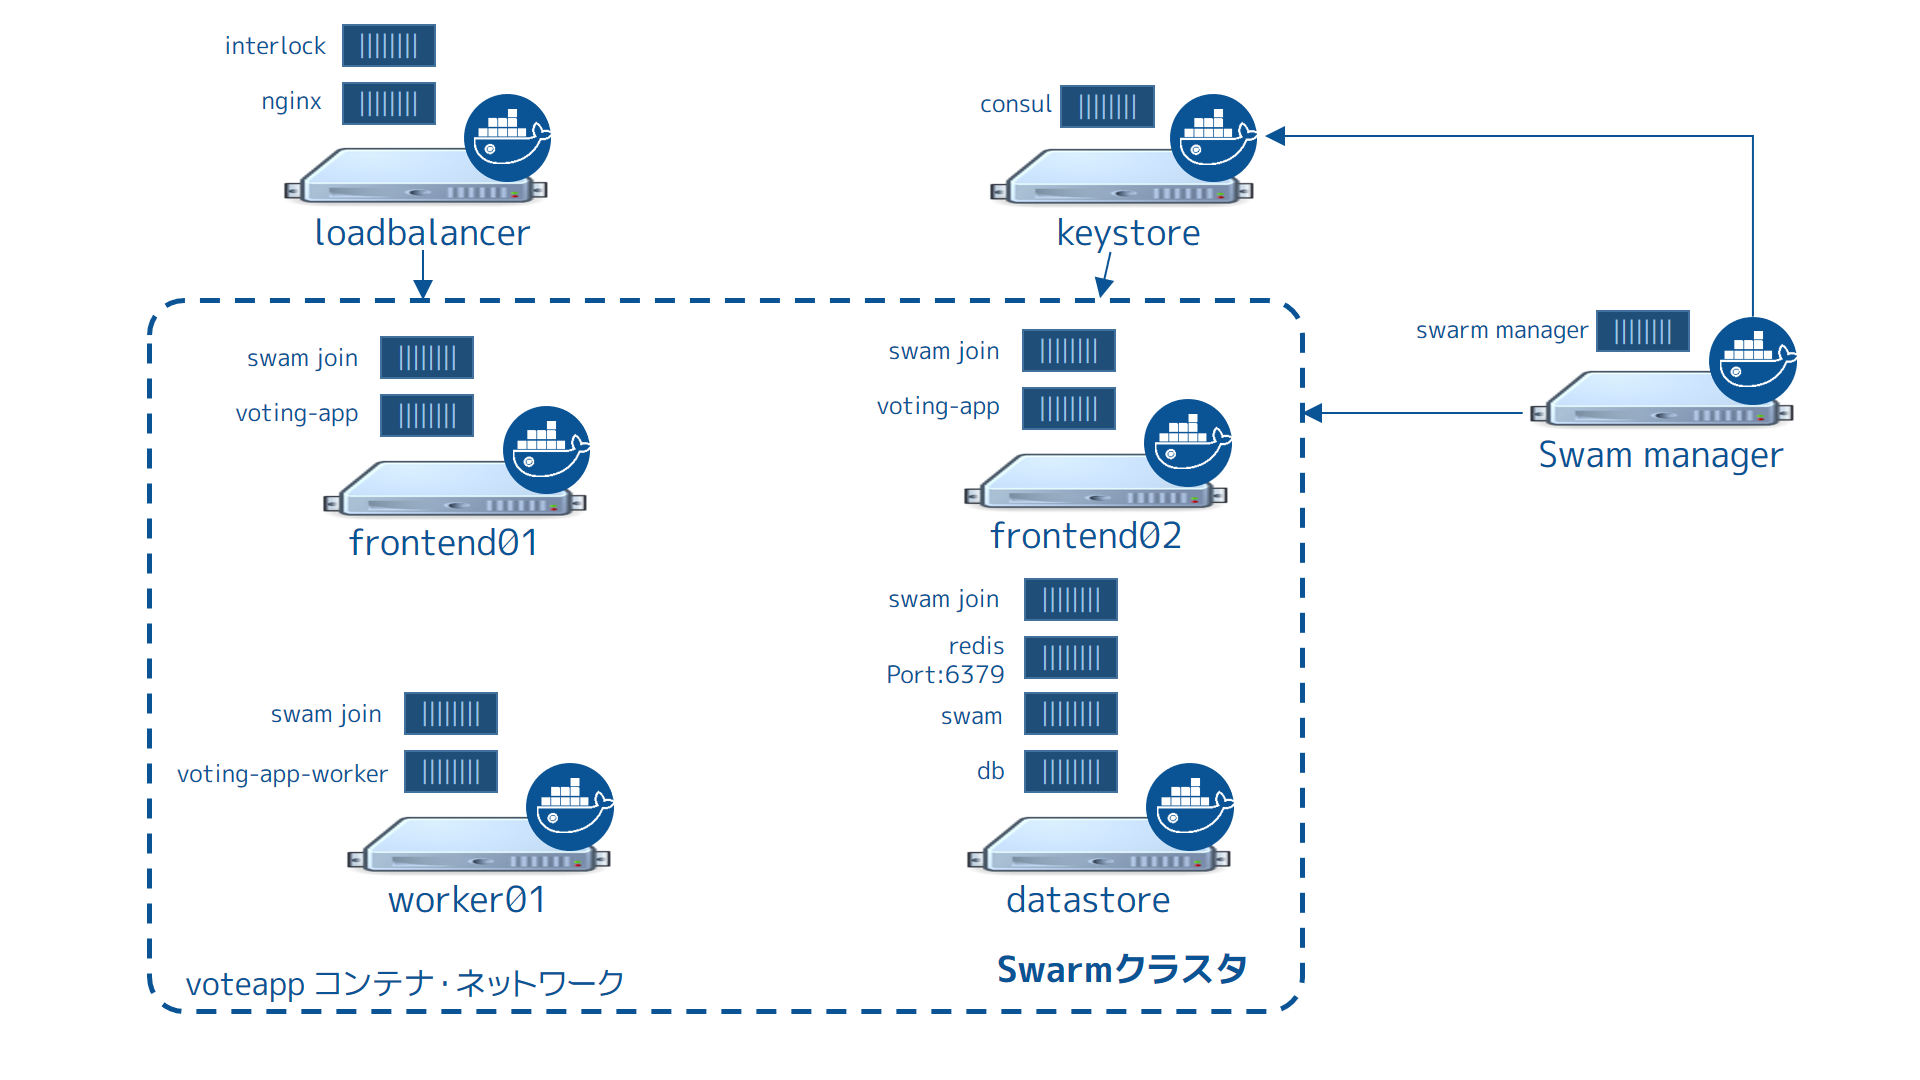 interlock
nginx
loadbalancer
consul
keystore
swarm manager
Swam manager
swam join
voting-app
frontend01
swam join
voting-app
frontend02
swam join
voting-app-worker
worker01
swam join
redis
Port:6379
swam
db
datastore
voteapp コンテナ・ネットワーク
Swarmクラスタ